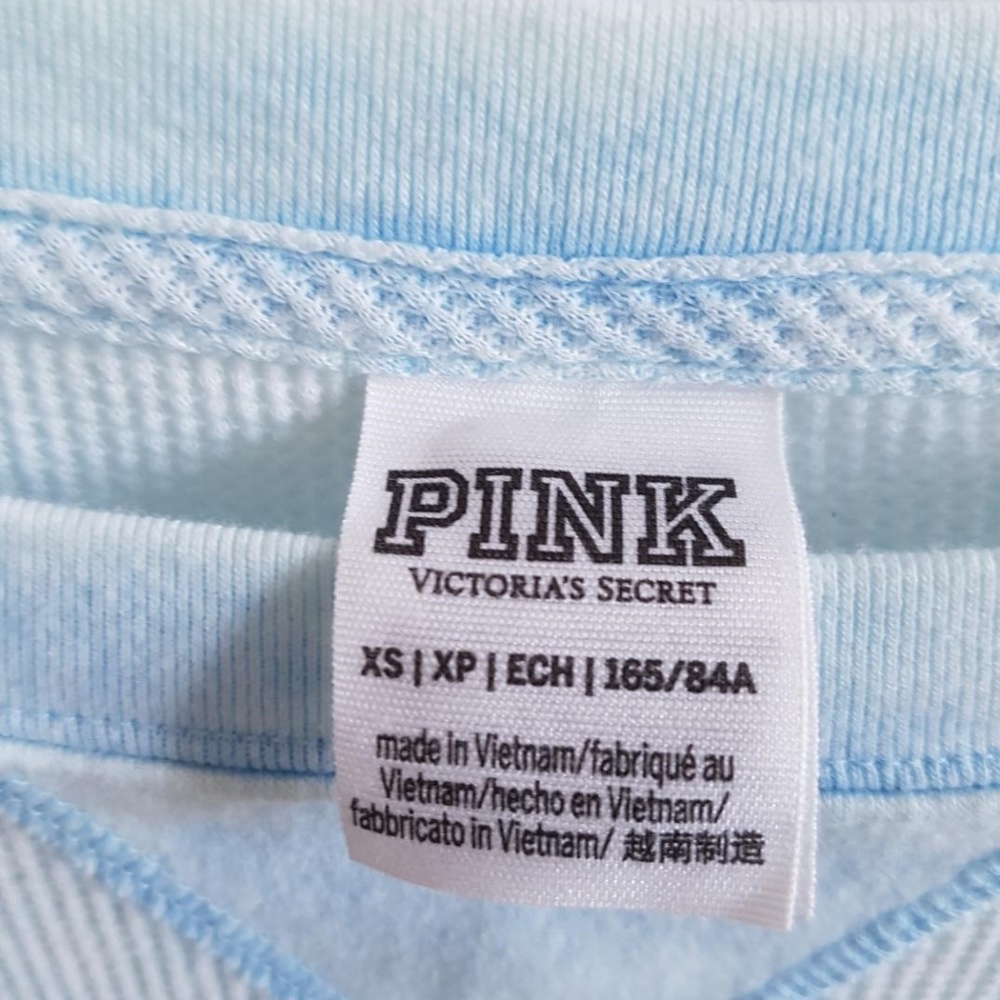 PINK
VICTORIA'S SECRET
XS | XP | ECH | 165/84A
made in Vietnam/fabriqué au
Vietnam/hecho en Vietnam/
fabbricato in Vietnam/ 越南制造